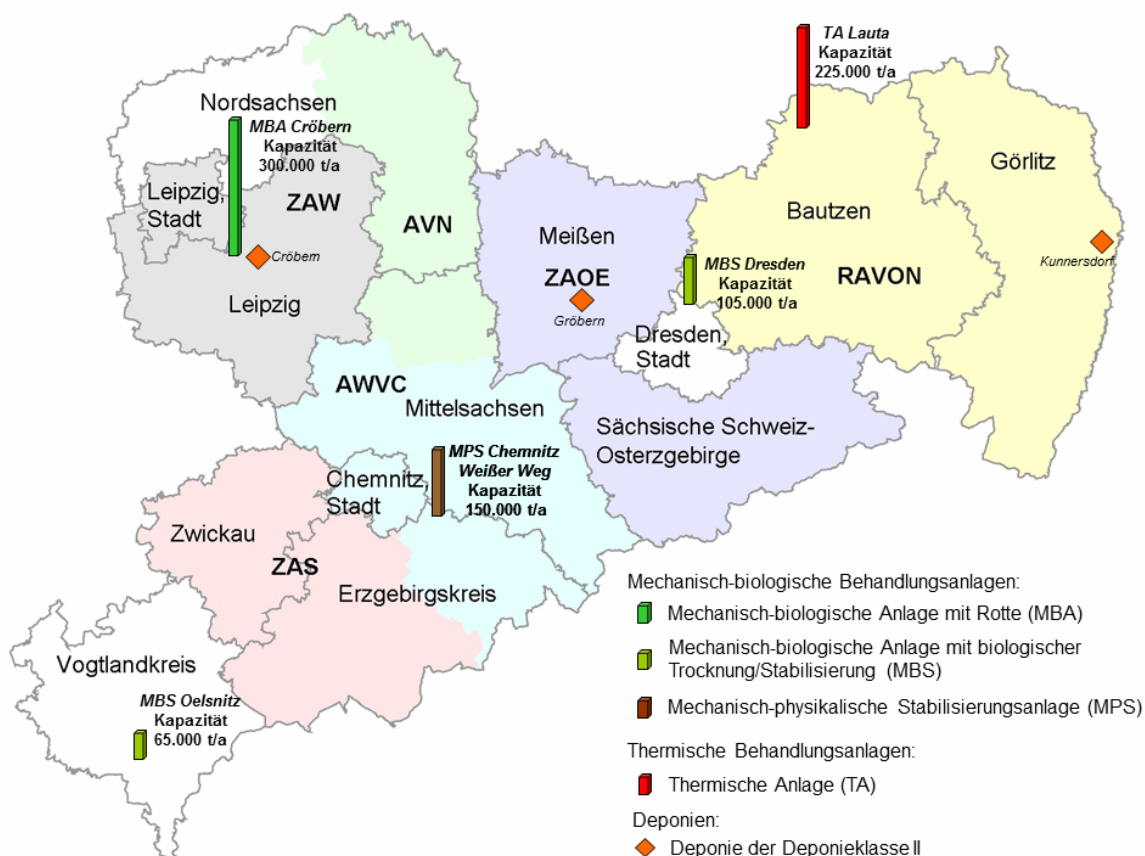 TA Lauta
Kapazität
225.000 t/a
Nordsachsen
MBA Cröbern
Kapazität
300.000 t/a
Görlitz
Leipzig,
Stadt
ZAW
AVN
Bautzen
Meißen
Cröbern
ZAOE
MBS Dresden
Kapazität
105.000 t/a
RAVON
Kunnersdorf
Leipzig
Gröbern
Dresden,
Stadt
AWVC
Mittelsachsen
Sächsische Schweiz-
Osterzgebirge
MPS Chemnitz
Weißer Weg
Kapazität
150.000 t/a
Chemnitz,
Stadt
Zwickau
ZAS
Erzgebirgskreis
Vogtlandkreis
MBS Oelsnitz
Kapazität
65.000 t/a
Mechanisch-biologische Behandlungsanlagen:
Mechanisch-biologische Anlage mit Rotte (MBA)
Mechanisch-biologische Anlage mit biologischer
Trocknung/Stabilisierung (MBS)
Mechanisch-physikalische Stabilisierungsanlage (MPS)
Thermische Behandlungsanlagen:
Thermische Anlage (TA)
Deponien:
Deponie der Deponieklasse II